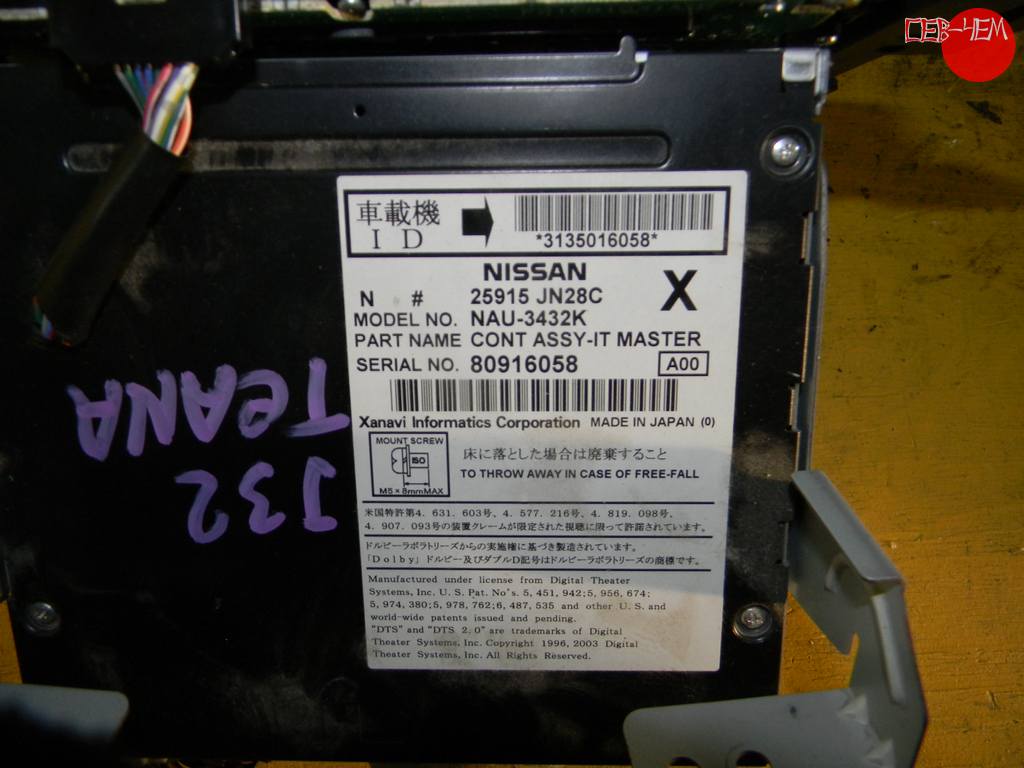 ОЕВ-ЧЕМ
車載機
ID
*3135016058*
NISSAN
X
N # 25915 JN28C
MODEL NO. NAU-3432K
PART NAME CONT ASSY-IT MASTER
SERIAL NO. 80916058
A00
Xanavi Informatics Corporation MADE IN JAPAN (0)
MOUNT SCREW
ISO
M5×8mmMAX
床に落とした場合は廃棄すること
TO THROW AWAY IN CASE OF FREE-FALL
米国特許第4. 631. 603号、4. 577. 216号、4. 819. 098号、
4. 907. 093号の装置クレームが限定された視聴に限って許諾されています。
ドルビーラボラトリーズからの実施権に基づき製造されています。
「Dolby」ドルビー及びダブルD記号はドルビーラボラトリーズの商標です。
Manufactured under license from Digital Theater
Systems, Inc. U. S. Pat. No's. 5, 451, 942;5, 956, 674;
5, 974, 380;5, 978, 762;6, 487, 535 and other U. S. and
world-wide patents issued and pending.
"DTS" and "DTS 2. 0" are trademarks of Digital
Theater Systems, Inc. Copyright 1996, 2003 Digital
Theater Systems, Inc. All Rights Reserved.
J32
TeANA